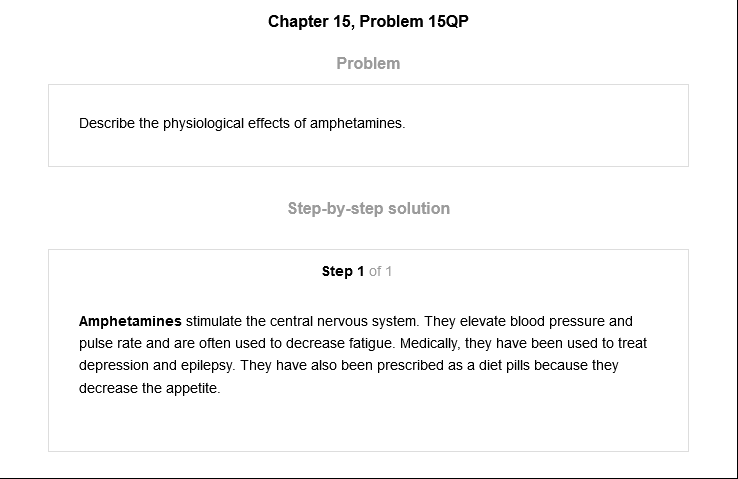 Chapter 15, Problem 15QP
Problem
Describe the physiological effects of amphetamines.
Step-by-step solution
Step 1 of 1
Amphetamines stimulate the central nervous system. They elevate blood pressure and
pulse rate and are often used to decrease fatigue. Medically, they have been used to treat
depression and epilepsy. They have also been prescribed as a diet pills because they
decrease the appetite.